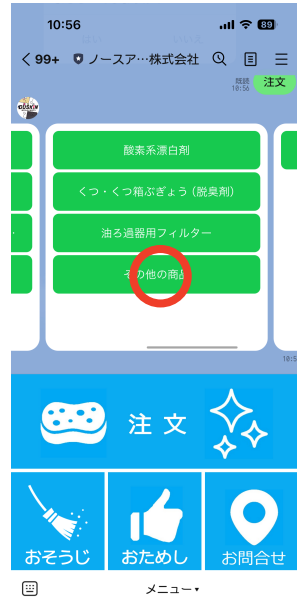 10:56
89
99+
ノースア…株式会社
既読
10:56
注文
DUSKIN
酸素系漂白剤
くつ・くつ箱ぶぎょう(脱臭剤)
油ろ過器用フィルター
その他の商品
10:5
注文
おそうじ
おためし
お問合せ
メニュー▾